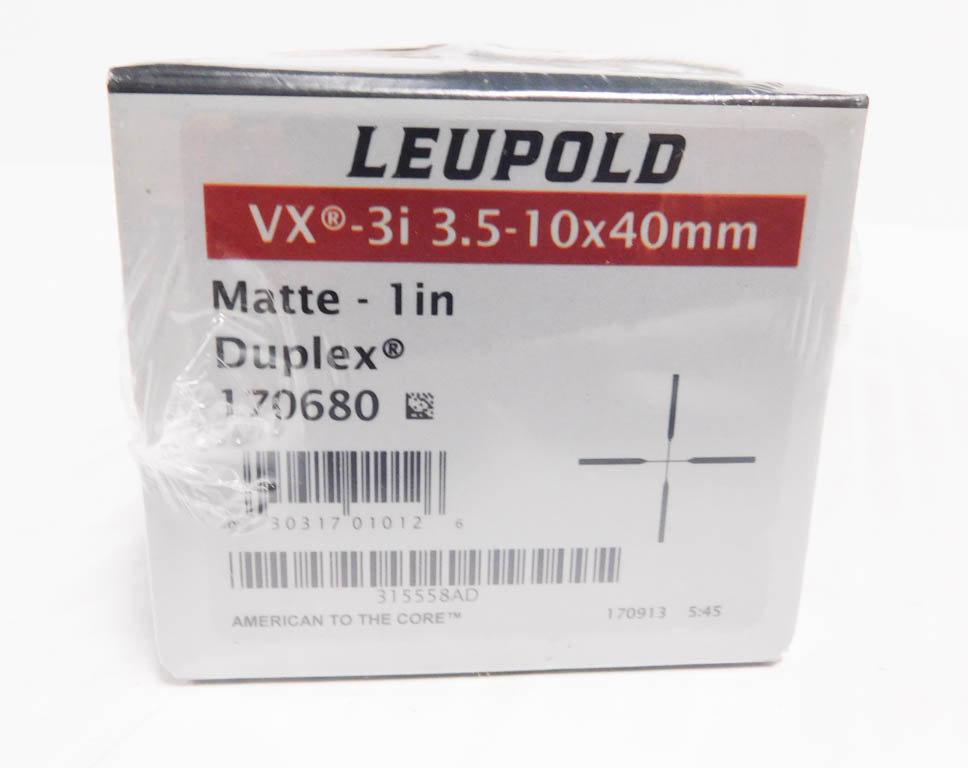 LEUPOLD
VX®-3i 3.5-10x40mm
Matte - 1in
Duplex®
170680
0 30317 01012 6
315558AD
AMERICAN TO THE CORE™
170913 5:45